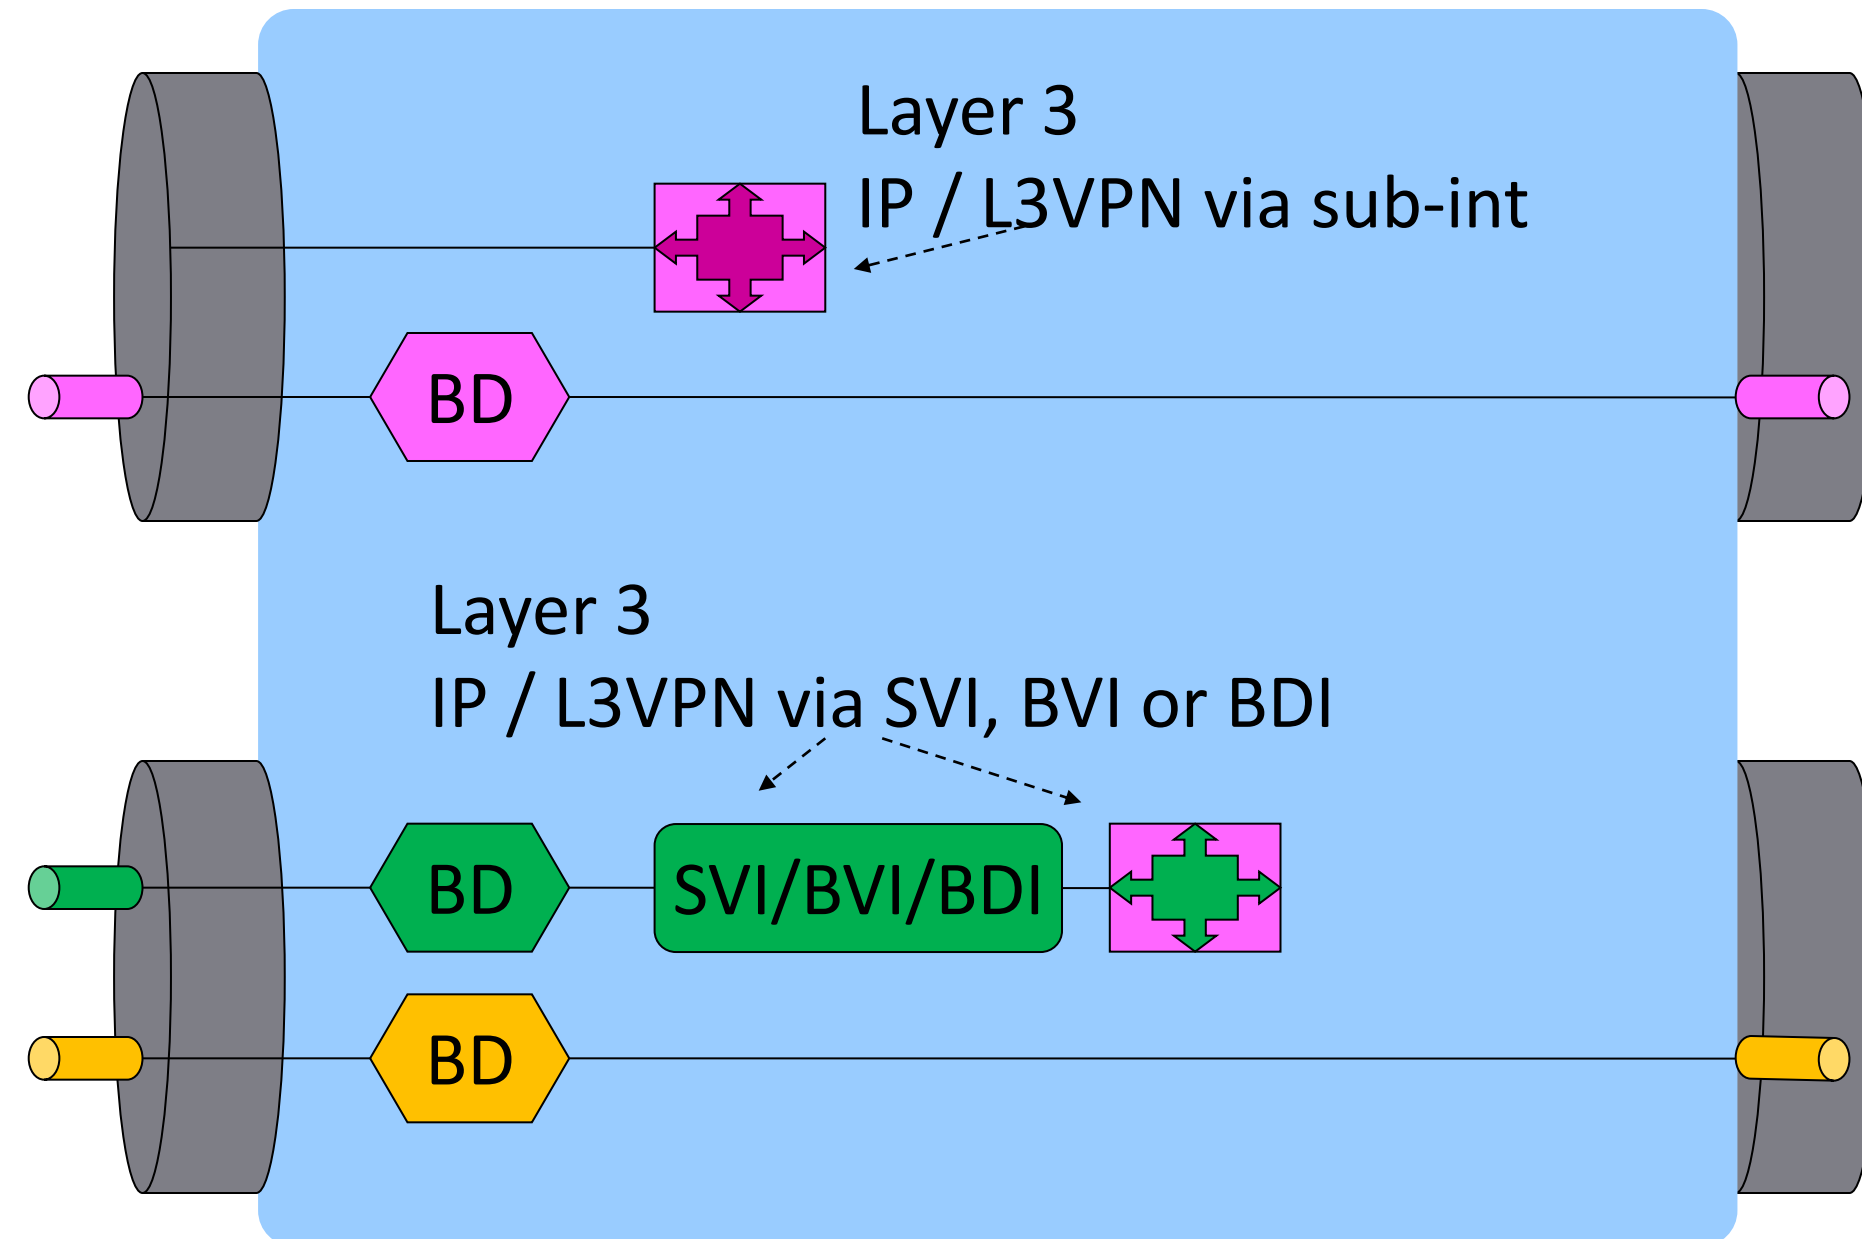 Layer 3
IP / L3VPN via sub-int
BD
Layer 3
IP / L3VPN via SVI, BVI or BDI
BD
SVI/BVI/BDI
BD